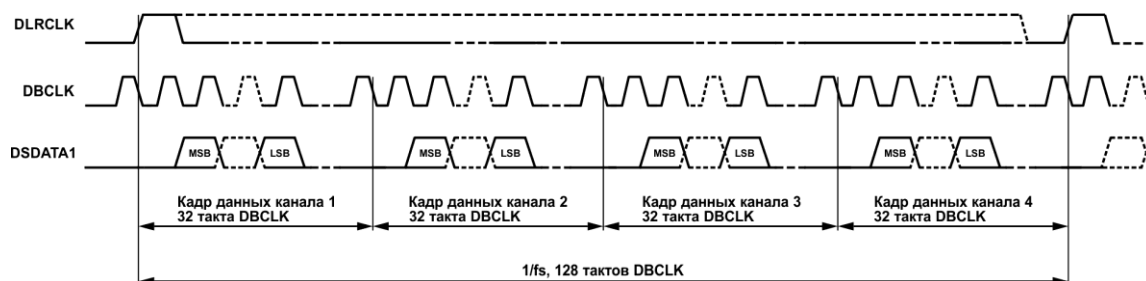 DLRCLK
DBCLK
DSDATA1
MSB LSB MSB LSB MSB LSB MSB LSB
Кадр данных канала 1 Кадр данных канала 2 Кадр данных канала 3 Кадр данных канала 4
32 такта DBCLK 32 такта DBCLK 32 такта DBCLK 32 такта DBCLK
1/fs, 128 тактов DBCLK